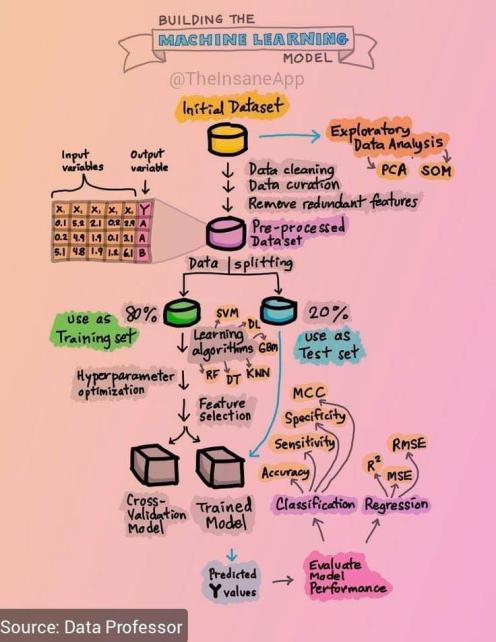 BUILDING THE
MACHINE LEARNING
MODEL
@TheInsaneApp
Initial Dataset
Exploratory
Data Analysis
PCA SOM
Input
variables
Output
variable
Data cleaning
Data curation
Remove redundant features
X, X, X, X, X, Y
0.1 5.2 2.1 0.2 2.9 A
0.2 4.9 1.9 0.1 3.1 A
5.1 4.8 1.9 1.2 6.1 B
Pre-processed
Dataset
Data splitting
80%
20%
use as
Training set
use as
Test set
SVM
DL
Learning
algorithms
GBM
RF DT KNN
Hyperparameter
optimization
Feature
selection
Cross-
Validation
Model
Trained
Model
MCC
Specificity
Sensitivity
Accuracy
Classification
RMSE
R²
MSE
Regression
Predicted
Y values
Evaluate
Model
Performance
Source: Data Professor